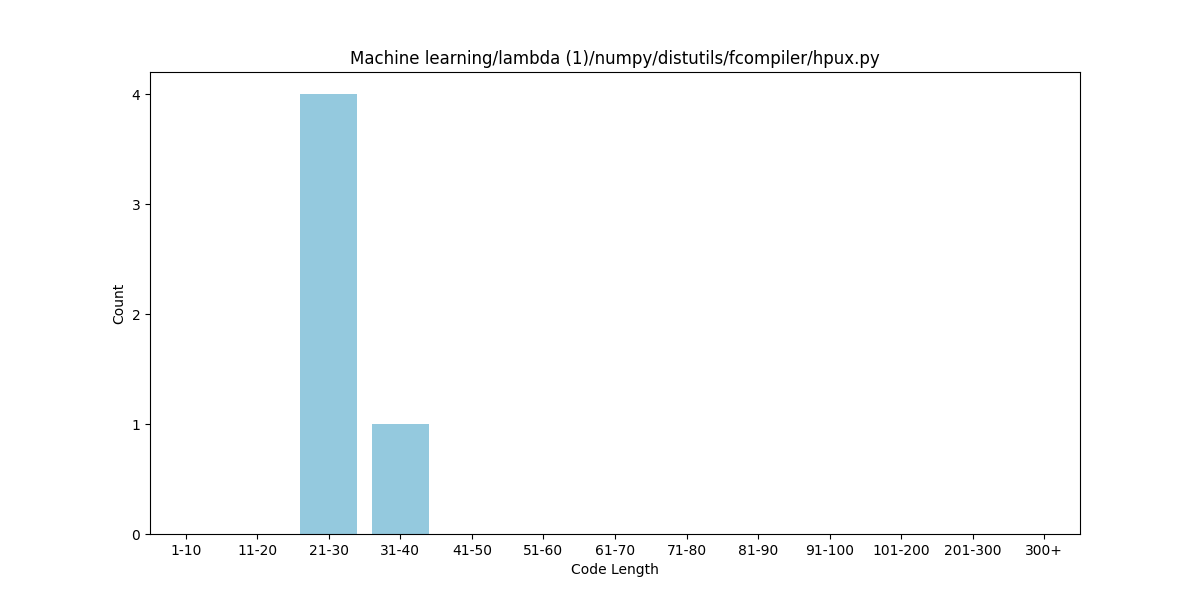 Machine learning/lambda (1)/numpy/distutils/fcompiler/hpux.py
4
3
2
1
0
Count
1-10 11-20 21-30 31-40 41-50 51-60 61-70 71-80 81-90 91-100 101-200 201-300 300+
Code Length